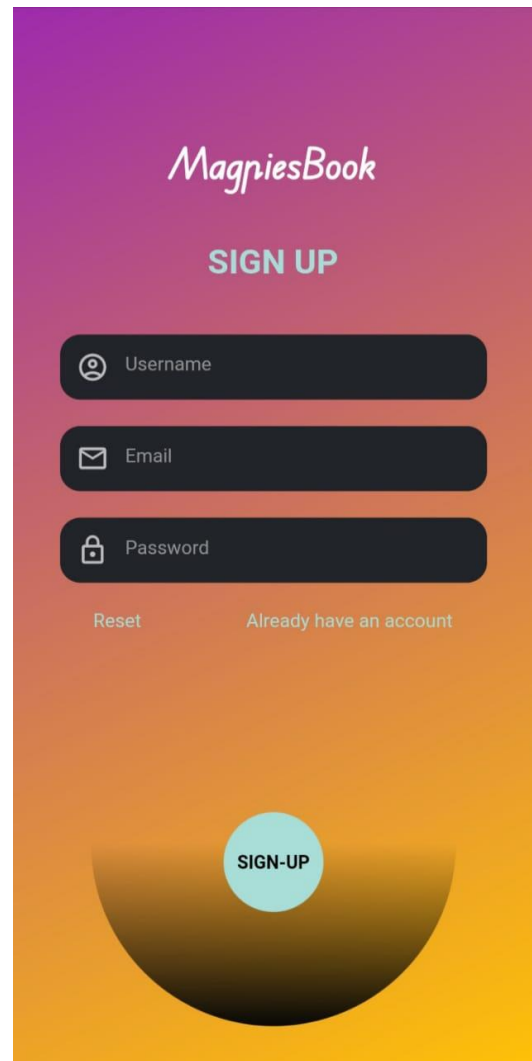 MagpiesBook
SIGN UP
Username
Email
Password
Reset
Already have an account
SIGN-UP